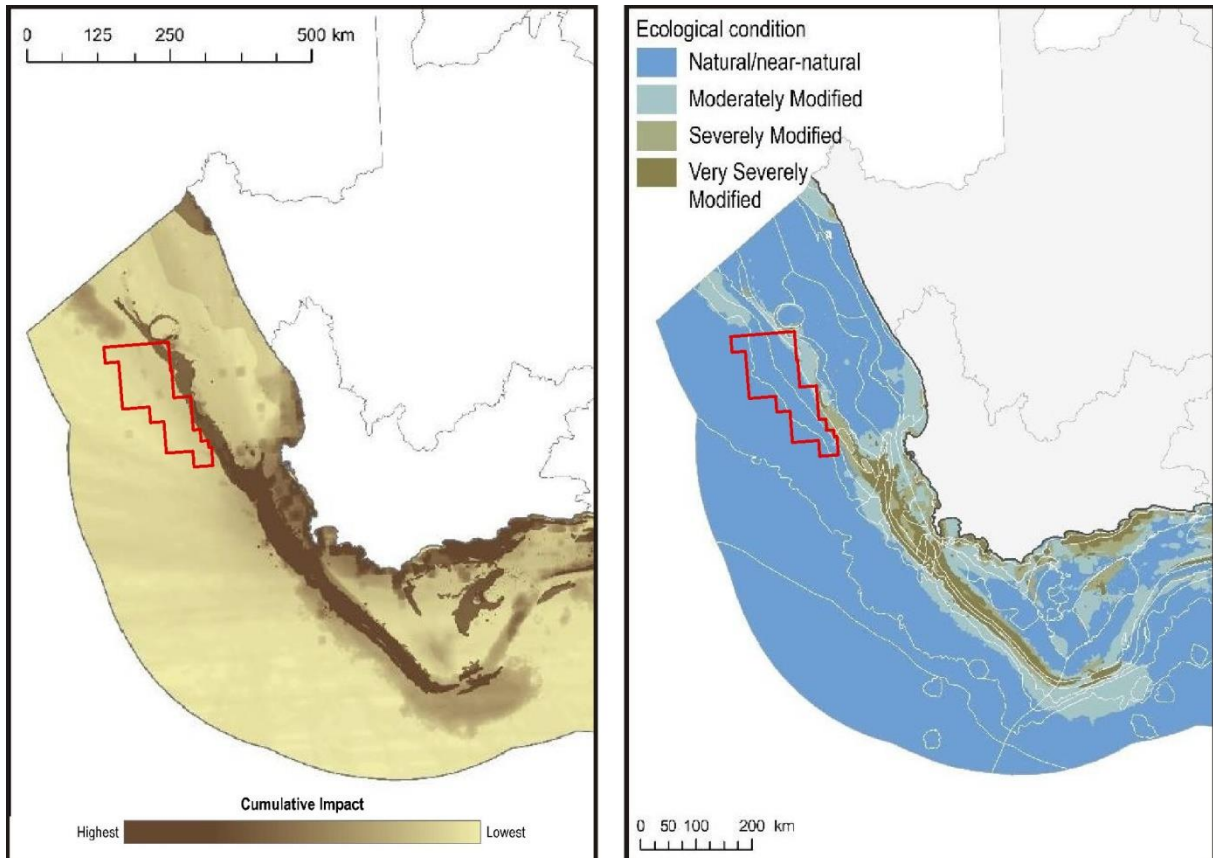 0 125 250 500 km
Cumulative Impact
Highest Lowest
Ecological condition
Natural/near-natural
Moderately Modified
Severely Modified
Very Severely
Modified
0 50 100 200 km